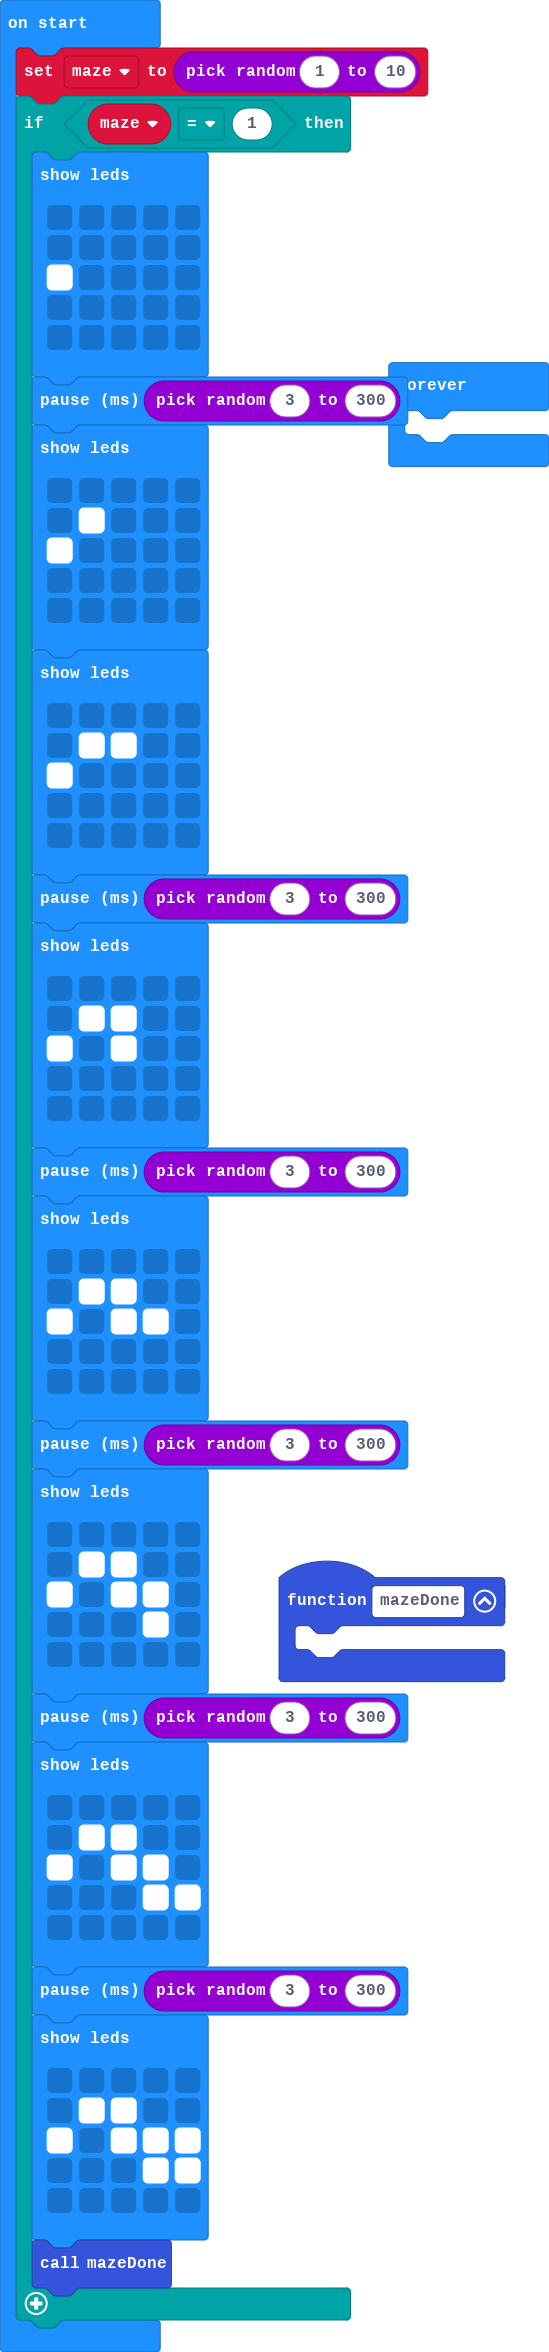 on start
set maze to pick random 1 to 10
if maze = 1 then
show leds
orever
pause (ms) pick random 3 to 300
show leds
show leds
pause (ms) pick random 3 to 300
show leds
pause (ms) pick random 3 to 300
show leds
pause (ms) pick random 3 to 300
show leds
function mazeDone
pause (ms) pick random 3 to 300
show leds
pause (ms) pick random 3 to 300
show leds
call mazeDone